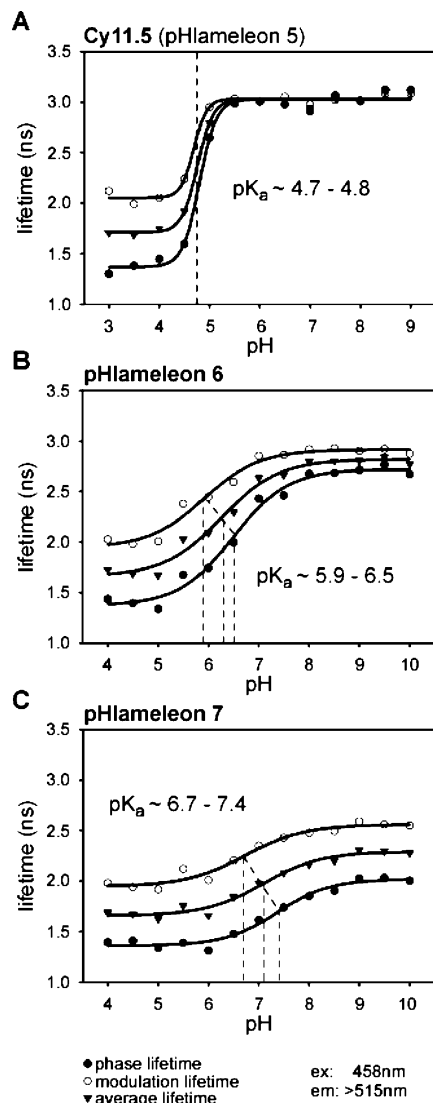 A
Cy11.5 (pHlameleon 5)
lifetime (ns)
3.5
3.0
2.5
2.0
1.5
1.0
pKa ~ 4.7 - 4.8
3 4 5 6 7 8 9
pH
B
pHlameleon 6
lifetime (ns)
3.5
3.0
2.5
2.0
1.5
1.0
pKa ~ 5.9 - 6.5
4 5 6 7 8 9 10
pH
C
pHlameleon 7
lifetime (ns)
3.5
3.0
2.5
2.0
1.5
1.0
pKa ~ 6.7 - 7.4
4 5 6 7 8 9 10
pH
phase lifetime
modulation lifetime
average lifetime
ex: 458nm
em: >515nm